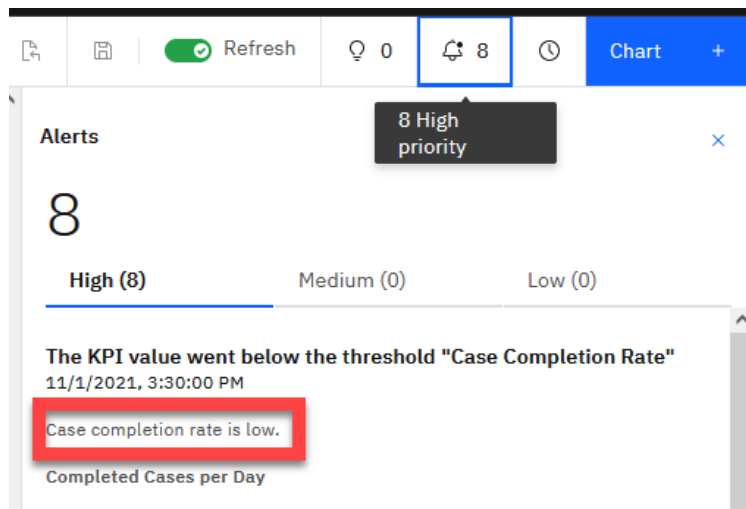 Refresh
0
8
Chart +
8 High
priority
Alerts
8
High (8)
Medium (0)
Low (0)
The KPI value went below the threshold "Case Completion Rate"
11/1/2021, 3:30:00 PM
Case completion rate is low.
Completed Cases per Day